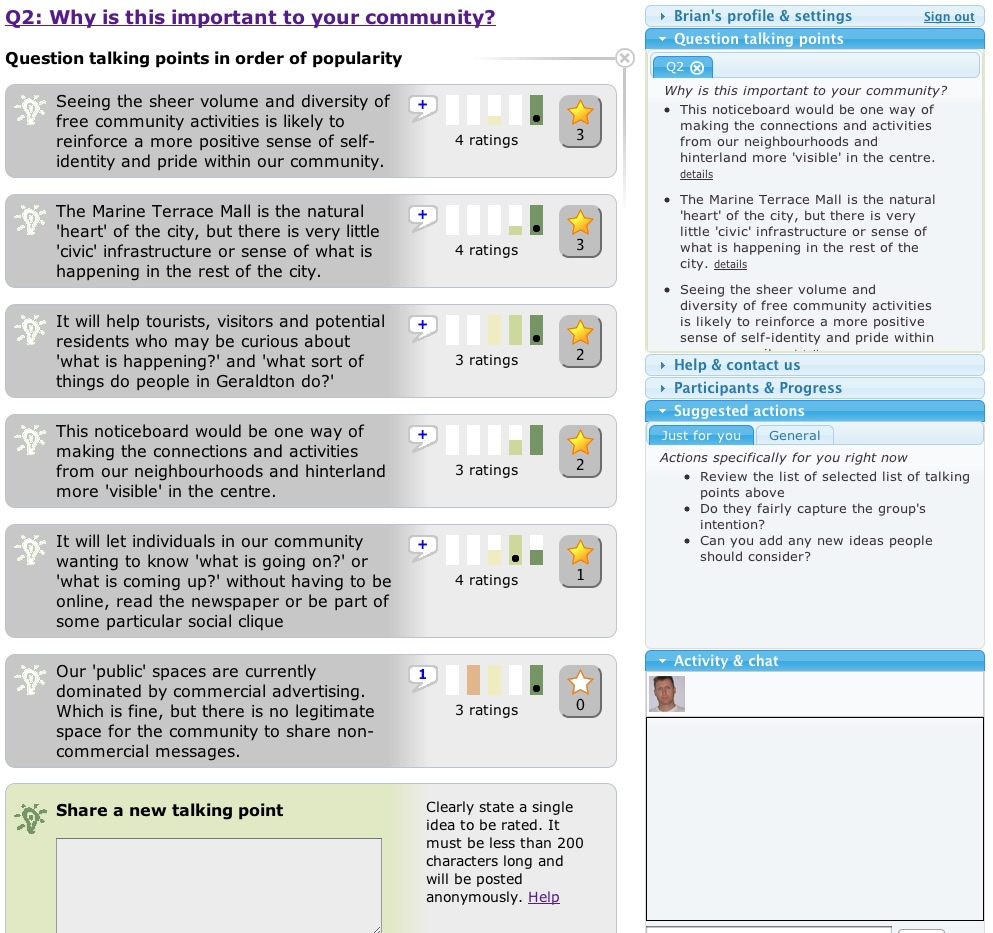 Q2: Why is this important to your community?
Question talking points in order of popularity
Seeing the sheer volume and diversity of
free community activities is likely to
reinforce a more positive sense of self-
identity and pride within our community.
+
4 ratings
3
The Marine Terrace Mall is the natural
'heart' of the city, but there is very little
'civic' infrastructure or sense of what is
happening in the rest of the city.
+
4 ratings
3
It will help tourists, visitors and potential
residents who may be curious about
'what is happening?' and 'what sort of
things do people in Geraldton do?'
+
3 ratings
2
This noticeboard would be one way of
making the connections and activities
from our neighbourhoods and hinterland
more 'visible' in the centre.
+
3 ratings
2
It will let individuals in our community
wanting to know 'what is going on?' or
'what is coming up?' without having to be
online, read the newspaper or be part of
some particular social clique
+
4 ratings
1
Our 'public' spaces are currently
dominated by commercial advertising.
Which is fine, but there is no legitimate
space for the community to share non-
commercial messages.
1
3 ratings
0
Share a new talking point
Clearly state a single
idea to be rated. It
must be less than 200
characters long and
will be posted
anonymously. Help
Brian's profile & settings Sign out
Question talking points
Q2
Why is this important to your community?
This noticeboard would be one way of
making the connections and activities
from our neighbourhoods and
hinterland more 'visible' in the centre.
details
The Marine Terrace Mall is the natural
'heart' of the city, but there is very
little 'civic' infrastructure or sense of
what is happening in the rest of the
city. details
Seeing the sheer volume and
diversity of free community activities
is likely to reinforce a more positive
sense of self-identity and pride within
Help & contact us
Participants & Progress
Suggested actions
Just for you General
Actions specifically for you right now
Review the list of selected list of talking
points above
Do they fairly capture the group's
intention?
Can you add any new ideas people
should consider?
Activity & chat